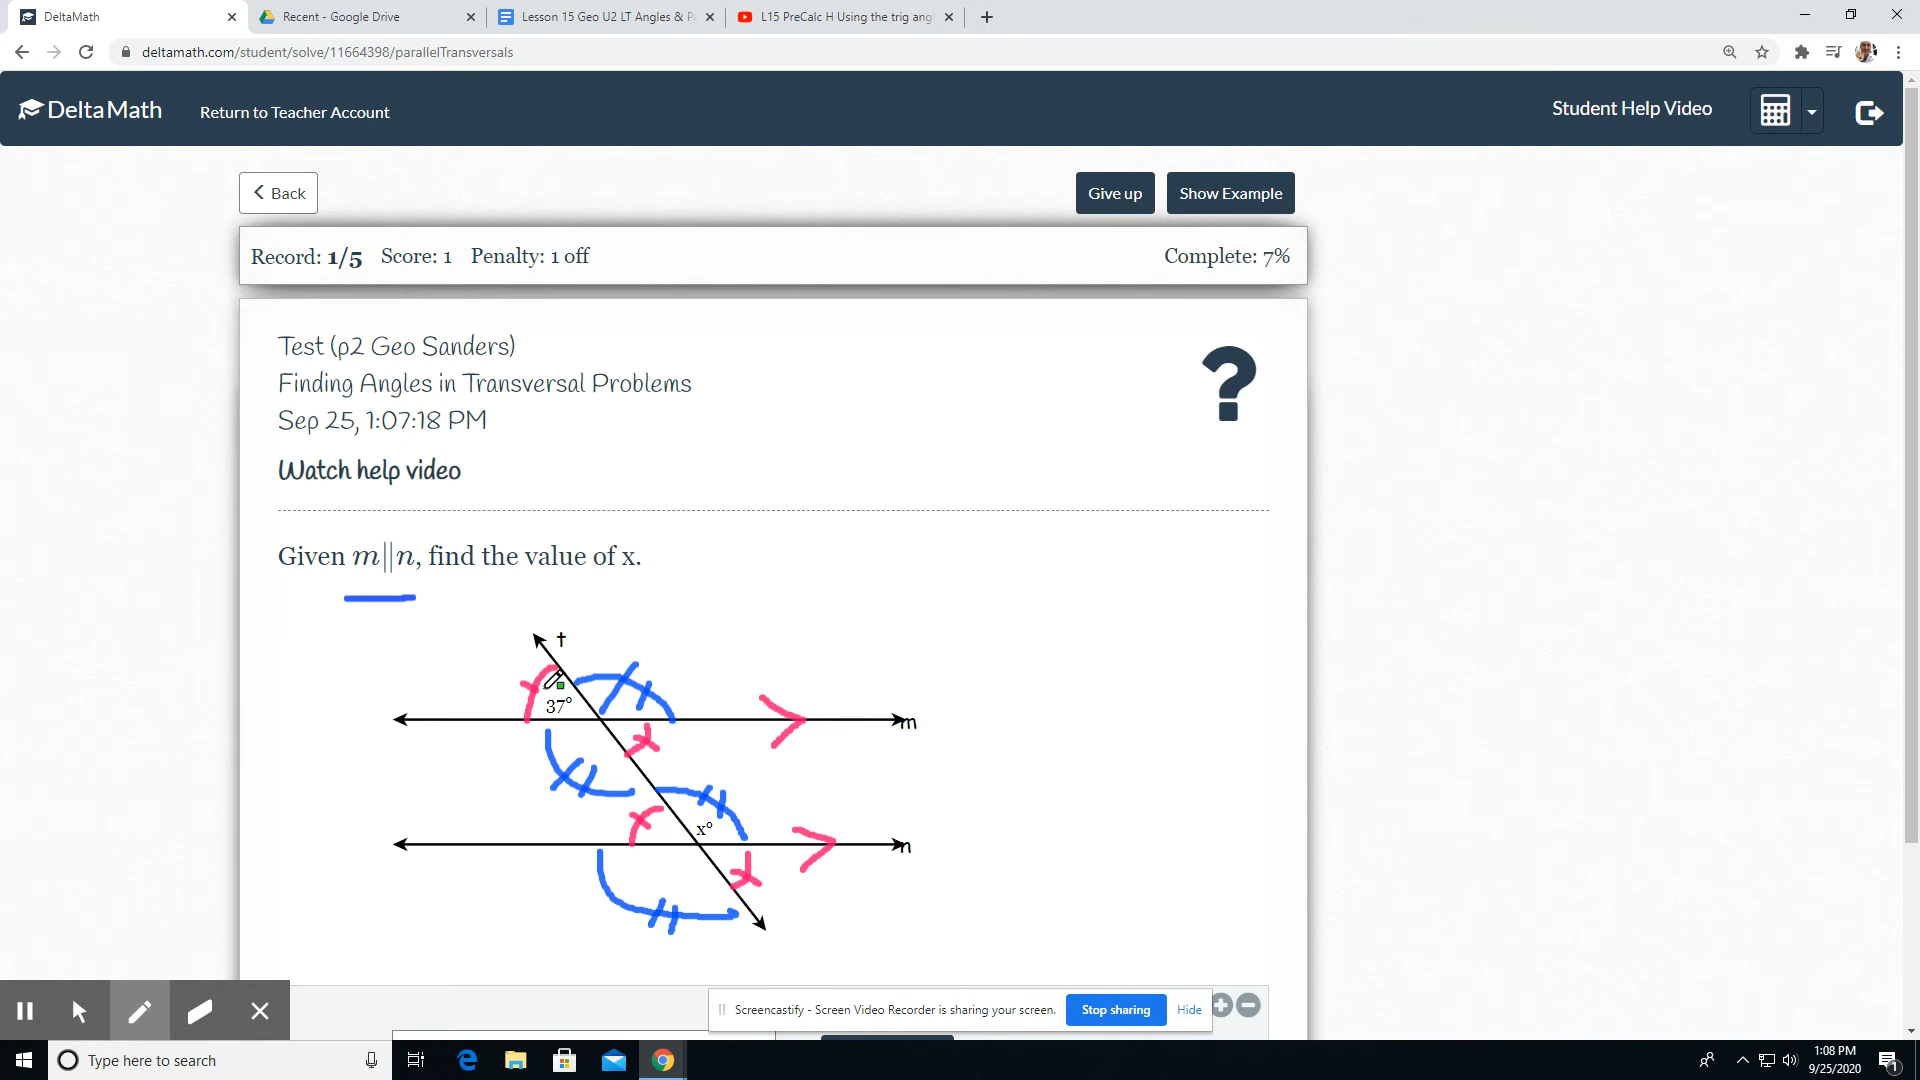 DeltaMath
Recent - Google Drive
Lesson 15 Geo U2 LT Angles & P
L15 PreCalc H Using the trig ang
deltamath.com/student/solve/11664398/parallelTransversals
DeltaMath
Return to Teacher Account
Student Help Video
Back
Give up
Show Example
Record: 1/5 Score: 1 Penalty: 1 off
Complete: 7%
Test (p2 Geo Sanders)
Finding Angles in Transversal Problems
Sep 25, 1:07:18 PM
?
Watch help video
Given m||n, find the value of x.
t
37°
m
x°
n
|| Screencastify - Screen Video Recorder is sharing your screen.
Stop sharing
Hide
Type here to search
1:08 PM
9/25/2020
1